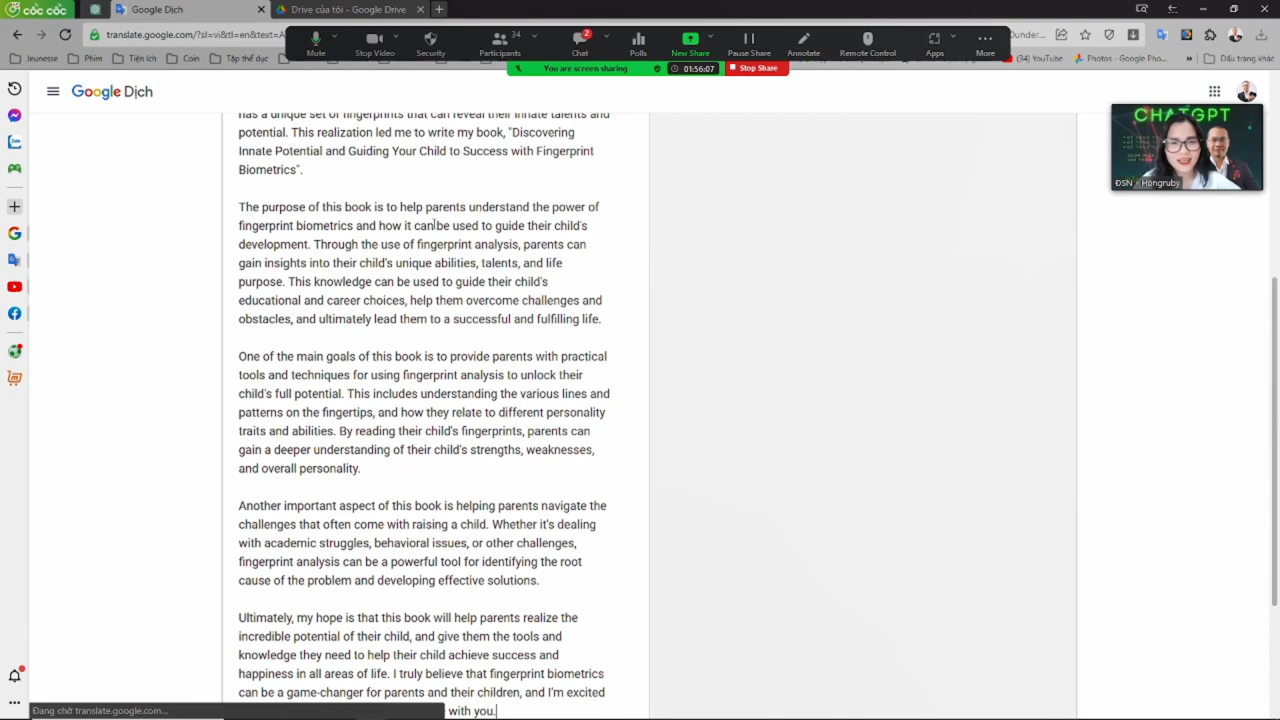 cốc cốc
Google Dịch
Drive của tôi - Google Drive
translate.google.com/?sl=vi&tl=en&text=A
Dunder...
Mute
Stop Video
Security
34
Participants
2
Chat
Polls
New Share
Pause Share
Annotate
Remote Control
Apps
More
Jeunesse
Phim
Tiện ích
Coin
Tập thể dục
(34) YouTube
Photos - Google Pho...
Dấu trang khác
You are screen sharing
01:56:07
Stop Share
Google Dịch
CHATGPT
ĐSN - Hongruby
has a unique set of fingerprints that can reveal their innate talents and
potential. This realization led me to write my book, "Discovering
Innate Potential and Guiding Your Child to Success with Fingerprint
Biometrics".
The purpose of this book is to help parents understand the power of
fingerprint biometrics and how it can be used to guide their child's
development. Through the use of fingerprint analysis, parents can
gain insights into their child's unique abilities, talents, and life
purpose. This knowledge can be used to guide their child's
educational and career choices, help them overcome challenges and
obstacles, and ultimately lead them to a successful and fulfilling life.
One of the main goals of this book is to provide parents with practical
tools and techniques for using fingerprint analysis to unlock their
child's full potential. This includes understanding the various lines and
patterns on the fingertips, and how they relate to different personality
traits and abilities. By reading their child's fingerprints, parents can
gain a deeper understanding of their child's strengths, weaknesses,
and overall personality.
Another important aspect of this book is helping parents navigate the
challenges that often come with raising a child. Whether it's dealing
with academic struggles, behavioral issues, or other challenges,
fingerprint analysis can be a powerful tool for identifying the root
cause of the problem and developing effective solutions.
Ultimately, my hope is that this book will help parents realize the
incredible potential of their child, and give them the tools and
knowledge they need to help their child achieve success and
happiness in all areas of life. I truly believe that fingerprint biometrics
can be a game-changer for parents and their children, and I'm excited
with you.
Đang chờ translate.google.com...